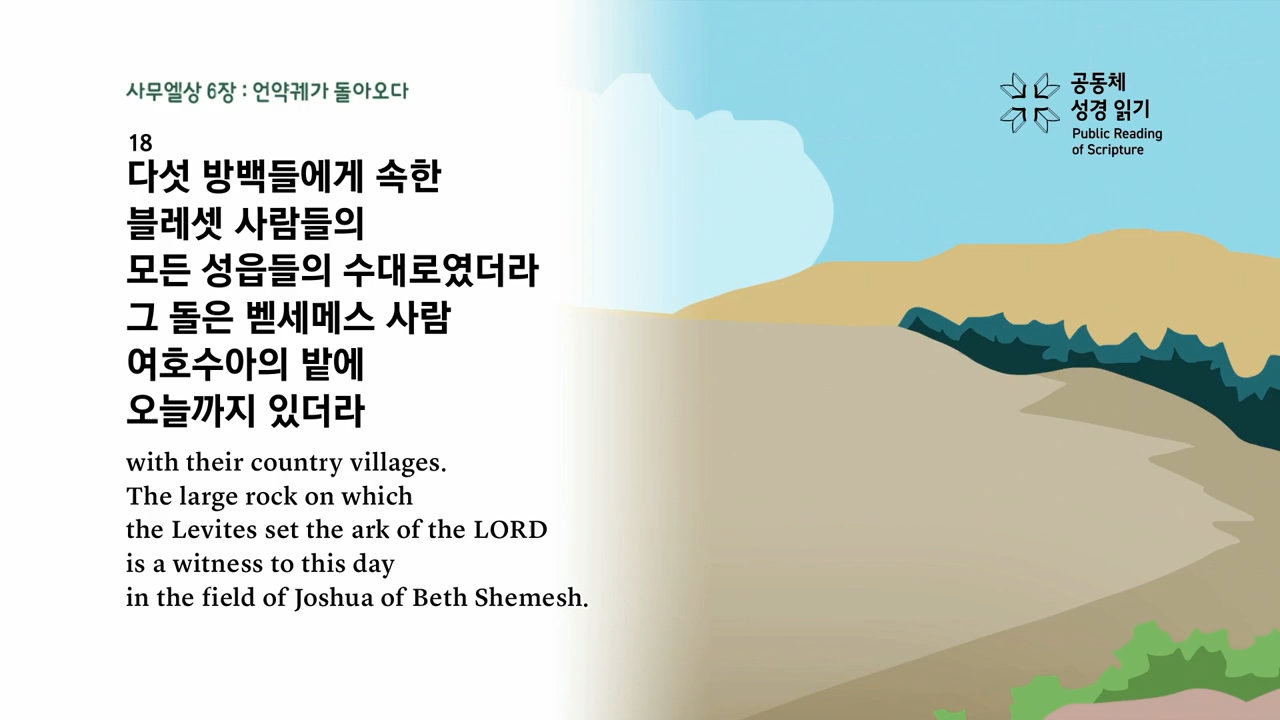 사무엘상 6장 : 언약궤가 돌아오다
18
다섯 방백들에게 속한
블레셋 사람들의
모든 성읍들의 수대로였더라
그 돌은 벧세메스 사람
여호수아의 밭에
오늘까지 있더라
with their country villages.
The large rock on which
the Levites set the ark of the LORD
is a witness to this day
in the field of Joshua of Beth Shemesh.
공동체
성경 읽기
Public Reading
of Scripture